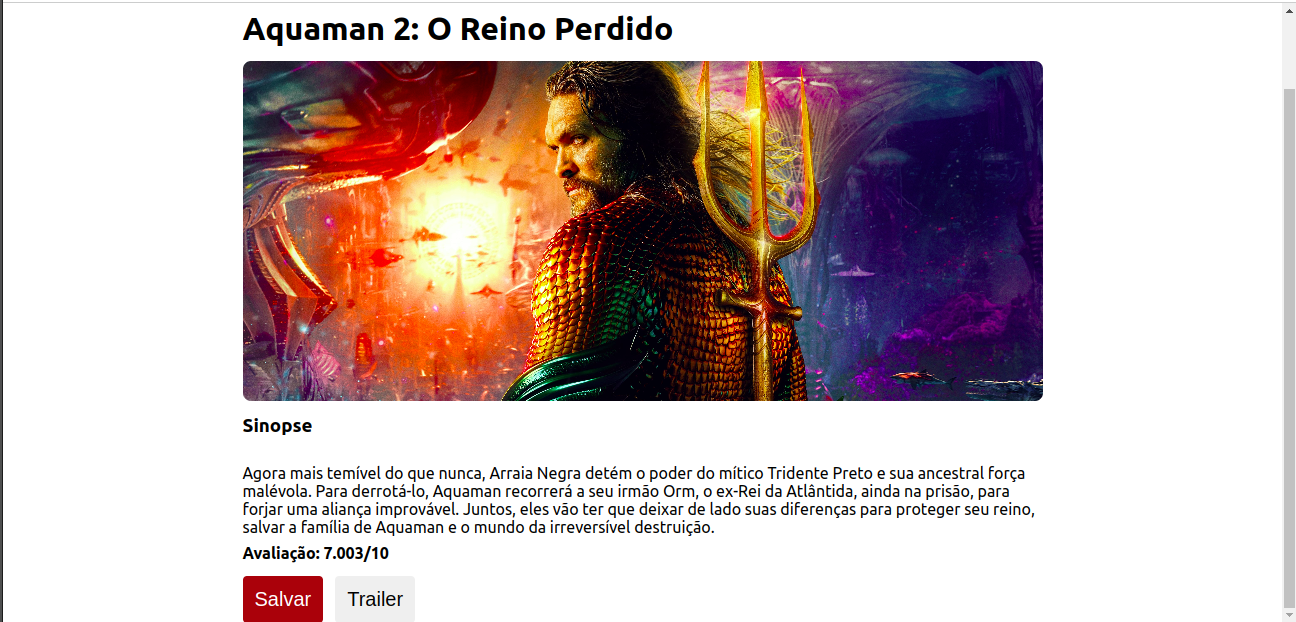 Aquaman 2: O Reino Perdido
Sinopse
Agora mais temível do que nunca, Arraia Negra detém o poder do mítico Tridente Preto e sua ancestral força
malévola. Para derrotá-lo, Aquaman recorrerá a seu irmão Orm, o ex-Rei da Atlântida, ainda na prisão, para
forjar uma aliança improvável. Juntos, eles vão ter que deixar de lado suas diferenças para proteger seu reino,
salvar a família de Aquaman e o mundo da irreversível destruição.
Avaliação: 7.003/10
Salvar Trailer